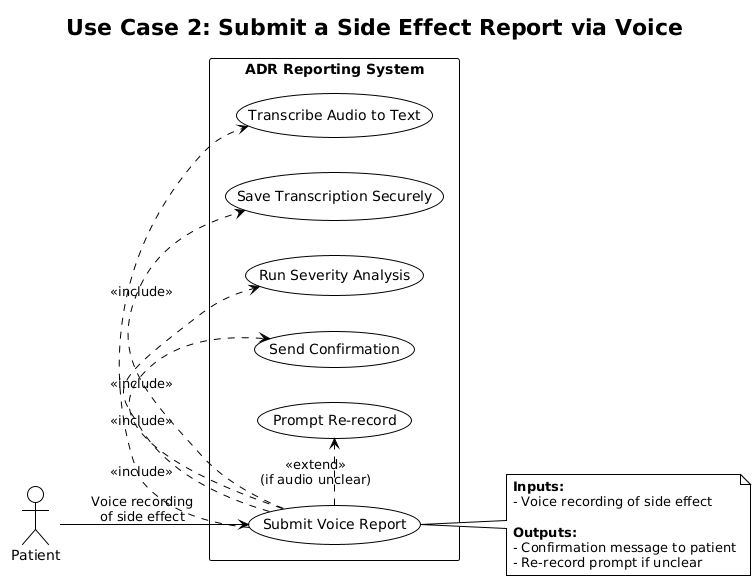 Use Case 2: Submit a Side Effect Report via Voice
ADR Reporting System
Transcribe Audio to Text
Save Transcription Securely
Run Severity Analysis
«include»
Send Confirmation
«include»
«include»
Prompt Re-record
«include»
«extend»
(if audio unclear)
Voice recording
of side effect
Submit Voice Report
Patient
Inputs:
- Voice recording of side effect
Outputs:
- Confirmation message to patient
- Re-record prompt if unclear